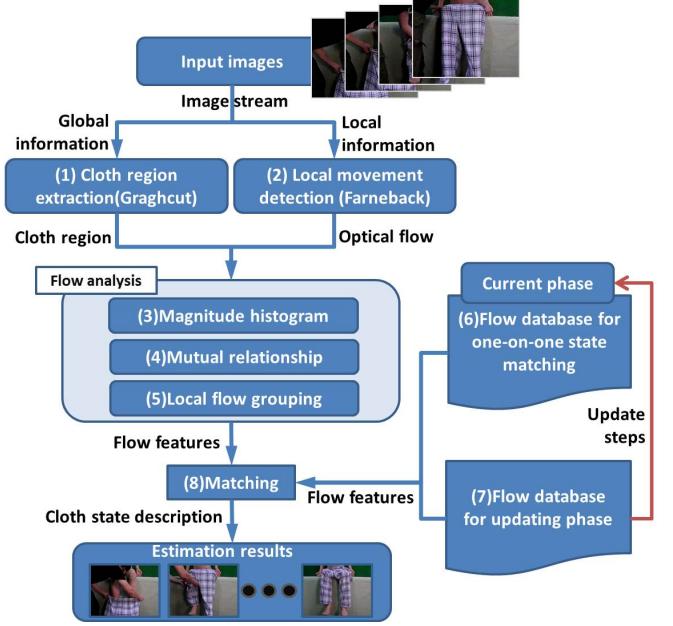 Input images
Image stream
Global
information
Local
information
(1) Cloth region
extraction(Graghcut)
(2) Local movement
detection (Farneback)
Cloth region
Optical flow
Flow analysis
(3)Magnitude histogram
(4)Mutual relationship
(5)Local flow grouping
Current phase
(6)Flow database for
one-on-one state
matching
Update
steps
Flow features
(8)Matching
Flow features
(7)Flow database
for updating phase
Cloth state description
Estimation results